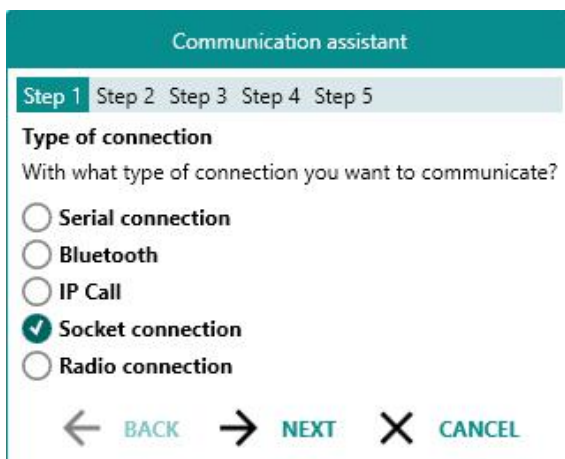 Communication assistant
Step 1 Step 2 Step 3 Step 4 Step 5
Type of connection
With what type of connection you want to communicate?
Serial connection
Bluetooth
IP Call
Socket connection
Radio connection
BACK NEXT CANCEL